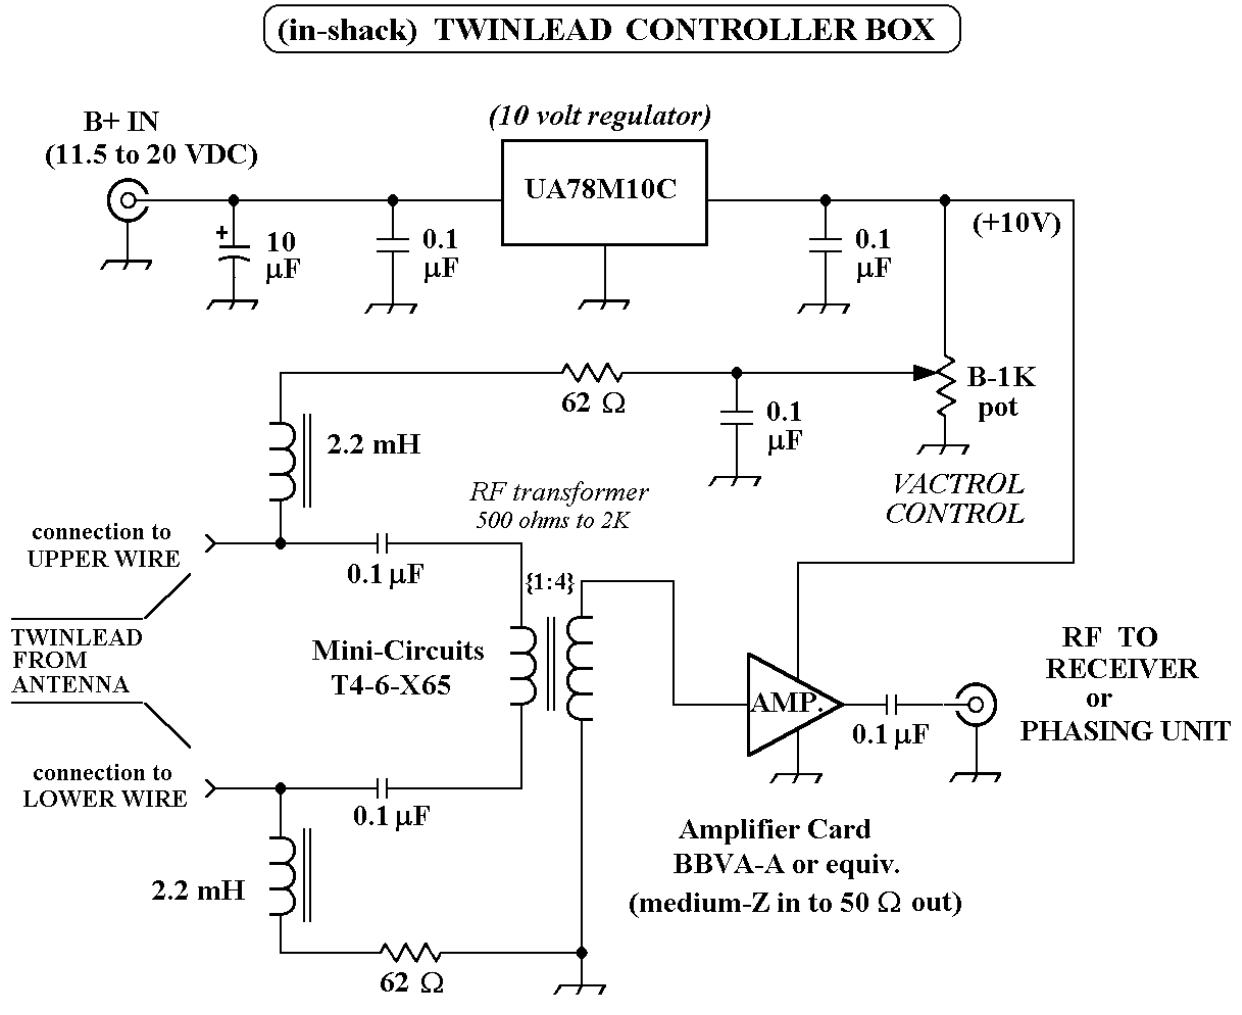 (in-shack) TWINLEAD CONTROLLER BOX
B+ IN
(11.5 to 20 VDC)
(10 volt regulator)
UA78M10C
(+10V)
+
10
µF
0.1
µF
0.1
µF
62 Ω
0.1
µF
B-1K
pot
VACTROL
CONTROL
2.2 mH
RF transformer
500 ohms to 2K
connection to
UPPER WIRE
0.1 µF
{1:4}
TWINLEAD
FROM
ANTENNA
Mini-Circuits
T4-6-X65
AMP.
0.1 µF
RF TO
RECEIVER
or
PHASING UNIT
connection to
LOWER WIRE
0.1 µF
2.2 mH
62 Ω
Amplifier Card
BBVA-A or equiv.
(medium-Z in to 50 Ω out)